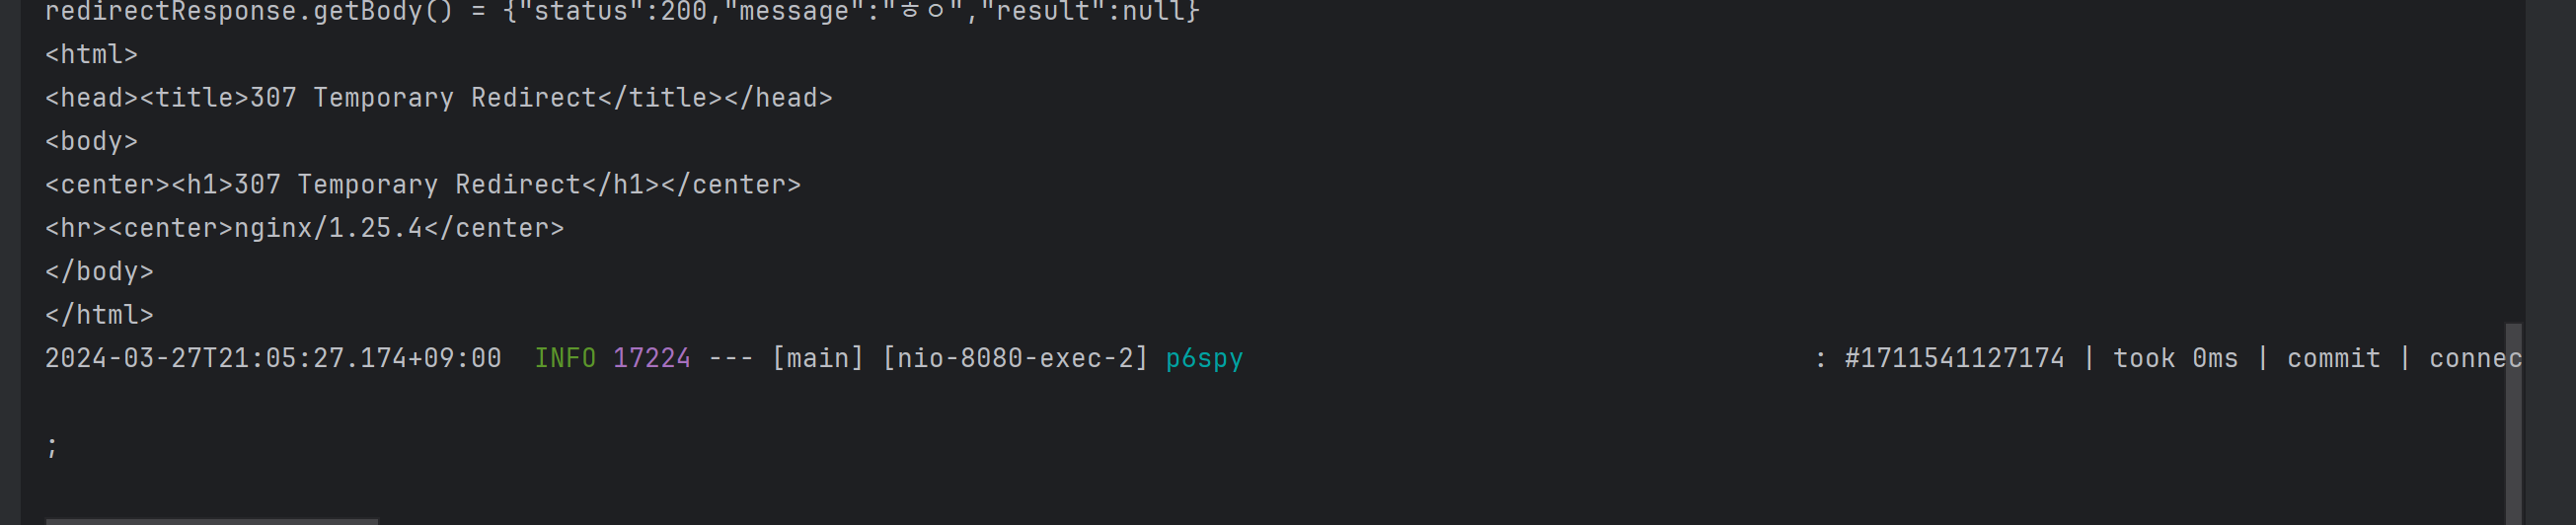 redirectResponse.getBody() = {"status":200,"message":"ㅎㅇ","result":null}
<html>
<head><title>307 Temporary Redirect</title></head>
<body>
<center><h1>307 Temporary Redirect</h1></center>
<hr><center>nginx/1.25.4</center>
</body>
</html>
2024-03-27T21:05:27.174+09:00  INFO 17224 --- [main] [nio-8080-exec-2] p6spy                                    : #1711541127174 | took 0ms | commit | connec
;